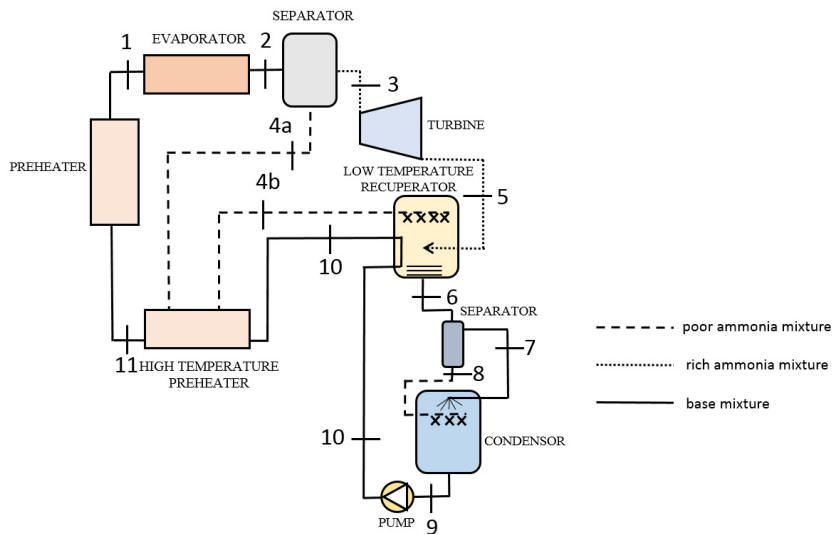 SEPARATOR
1
EVAPORATOR
2
3
4a
TURBINE
PREHEATER
LOW TEMPERATURE
RECUPERATOR
4b
5
10
6
SEPARATOR
7
11
HIGH TEMPERATURE
PREHEATER
8
10
CONDENSOR
PUMP
9
poor ammonia mixture
rich ammonia mixture
base mixture